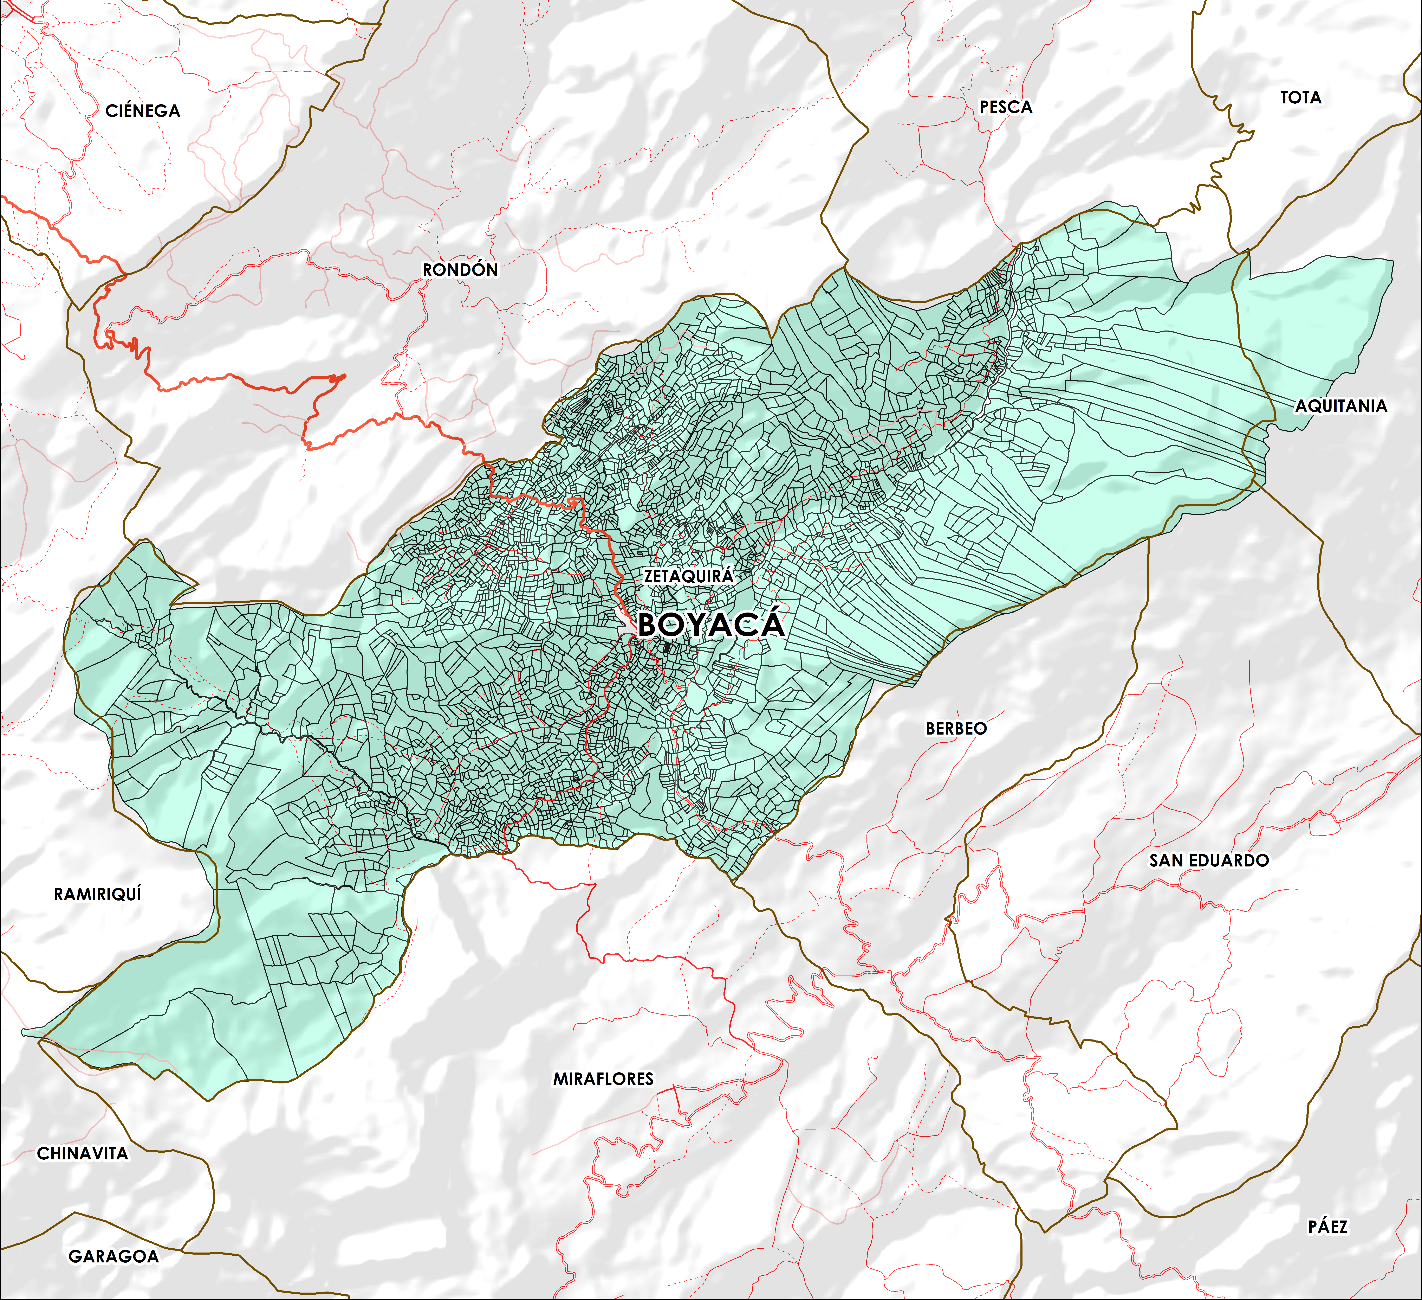 TOTA
PESCA
CIÉNEGA
RONDÓN
AQUITANIA
ZETAQUIRÁ
BOYACÁ
BERBEO
SAN EDUARDO
RAMIRIQUÍ
MIRAFLORES
CHINAVITA
PÁEZ
GARAGOA